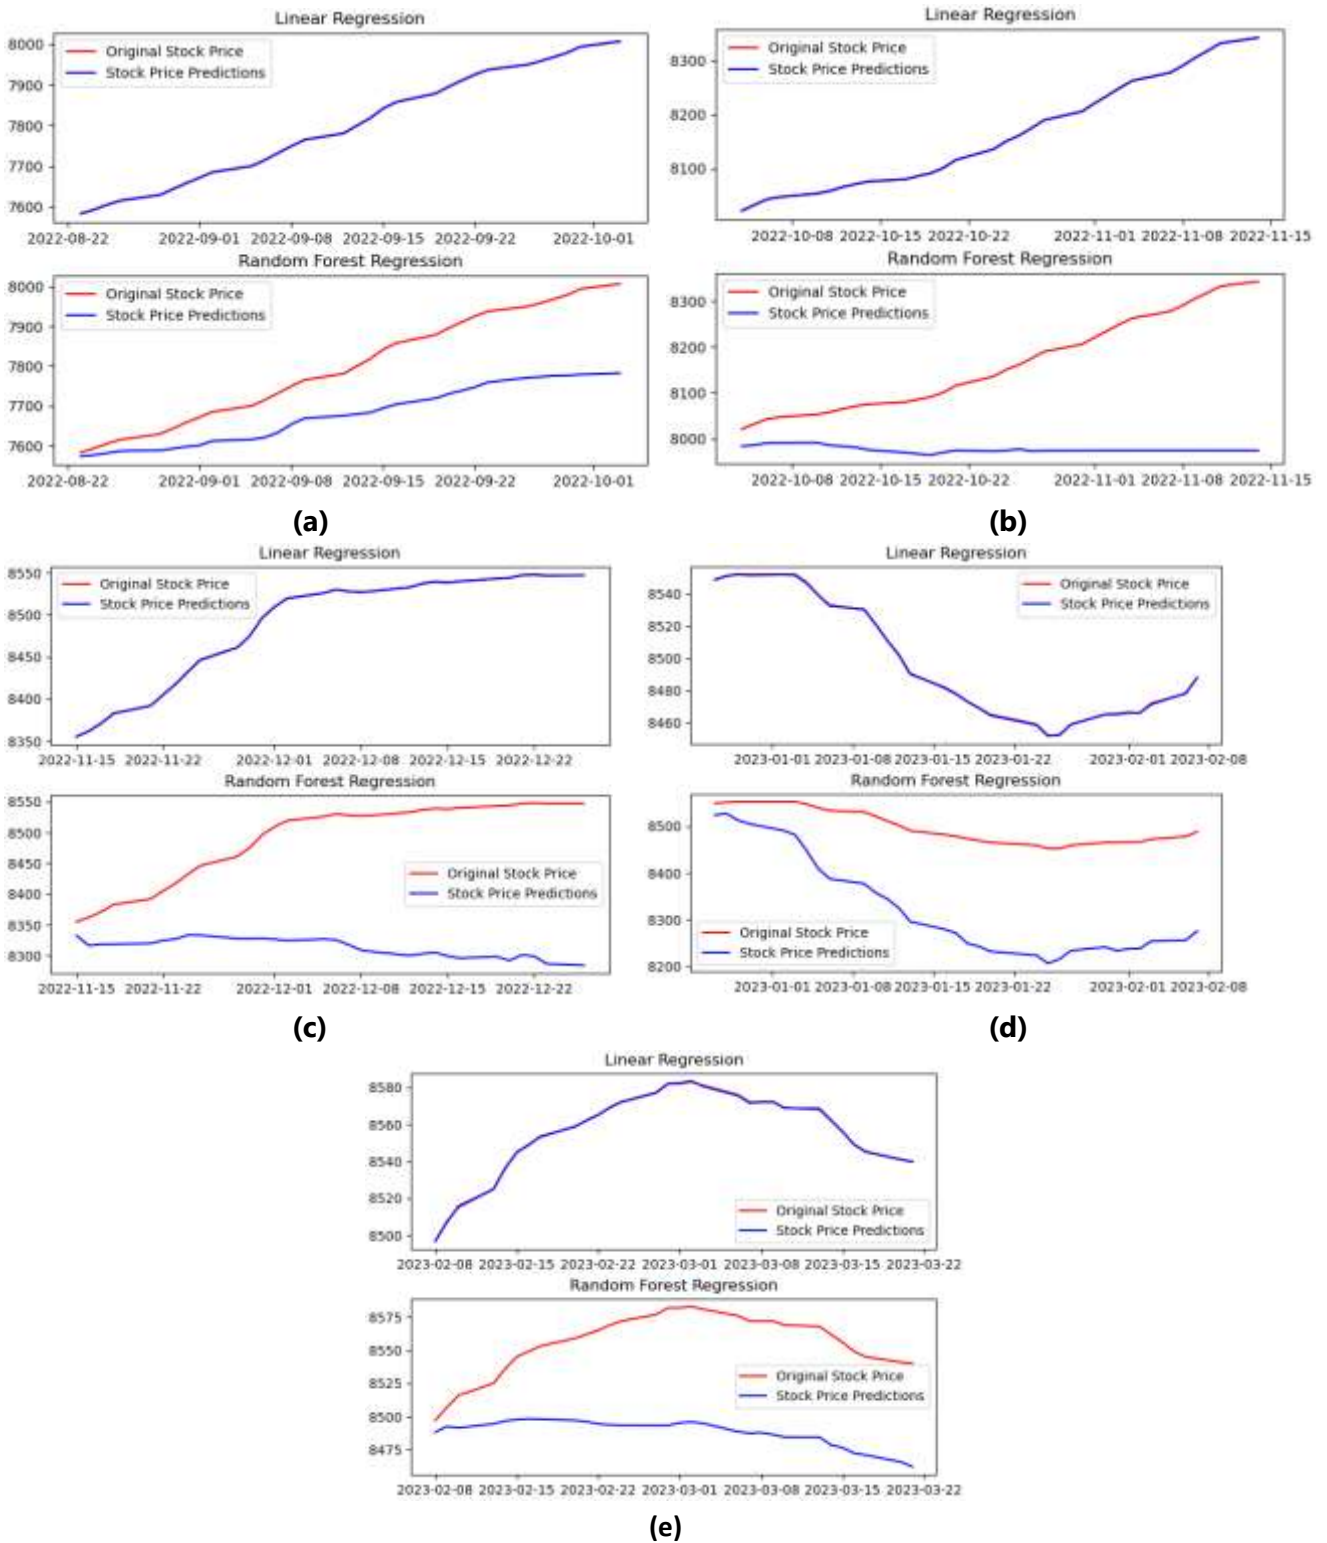 Linear Regression
8000
7900
7800
7700
7600
Original Stock Price
Stock Price Predictions
2022-08-22 2022-09-01 2022-09-08 2022-09-15 2022-09-22 2022-10-01
Random Forest Regression
8000
7900
7800
7700
7600
Original Stock Price
Stock Price Predictions
2022-08-22 2022-09-01 2022-09-08 2022-09-15 2022-09-22 2022-10-01
(a)
Linear Regression
8300
8200
8100
Original Stock Price
Stock Price Predictions
2022-10-08 2022-10-15 2022-10-22 2022-11-01 2022-11-08 2022-11-15
Random Forest Regression
8300
8200
8100
8000
Original Stock Price
Stock Price Predictions
2022-10-08 2022-10-15 2022-10-22 2022-11-01 2022-11-08 2022-11-15
(b)
Linear Regression
8550
8500
8450
8400
8350
Original Stock Price
Stock Price Predictions
2022-11-15 2022-11-22 2022-12-01 2022-12-08 2022-12-15 2022-12-22
Random Forest Regression
8550
8500
8450
8400
8350
8300
Original Stock Price
Stock Price Predictions
2022-11-15 2022-11-22 2022-12-01 2022-12-08 2022-12-15 2022-12-22
(c)
Linear Regression
8540
8520
8500
8480
8460
Original Stock Price
Stock Price Predictions
2023-01-01 2023-01-08 2023-01-15 2023-01-22 2023-02-01 2023-02-08
Random Forest Regression
8500
8400
8300
8200
Original Stock Price
Stock Price Predictions
2023-01-01 2023-01-08 2023-01-15 2023-01-22 2023-02-01 2023-02-08
(d)
Linear Regression
8580
8560
8540
8520
8500
Original Stock Price
Stock Price Predictions
2023-02-08 2023-02-15 2023-02-22 2023-03-01 2023-03-08 2023-03-15 2023-03-22
Random Forest Regression
8575
8550
8525
8500
8475
Original Stock Price
Stock Price Predictions
2023-02-08 2023-02-15 2023-02-22 2023-03-01 2023-03-08 2023-03-15 2023-03-22
(e)